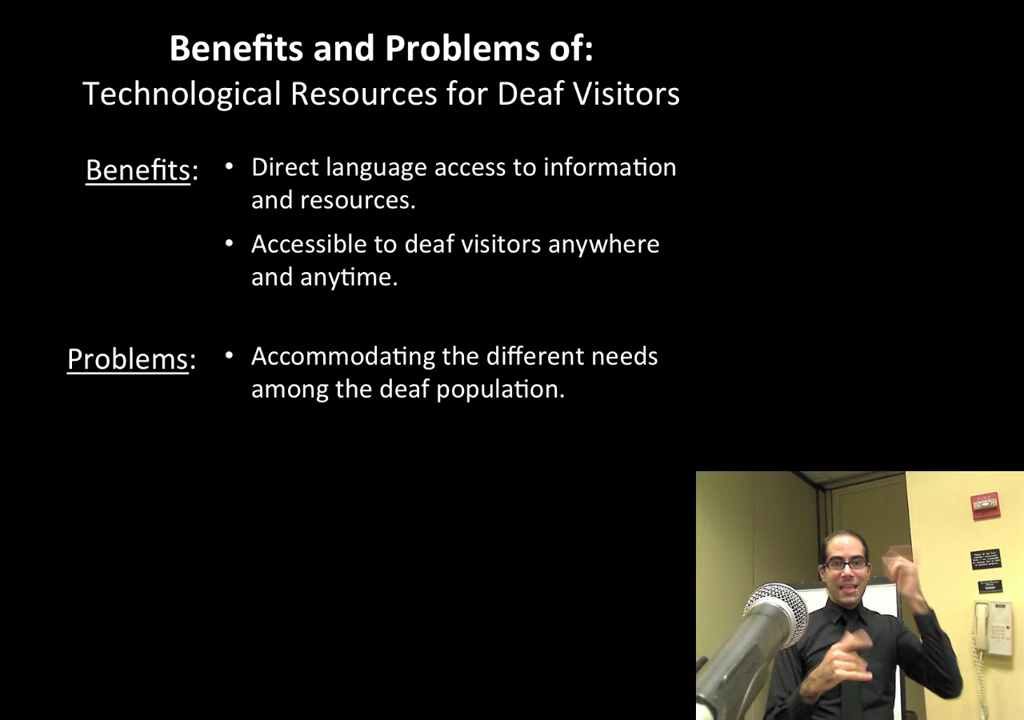 Benefits and Problems of:
Technological Resources for Deaf Visitors
Benefits:
• Direct language access to information
and resources.
• Accessible to deaf visitors anywhere
and anytime.
Problems:
• Accommodating the different needs
among the deaf population.